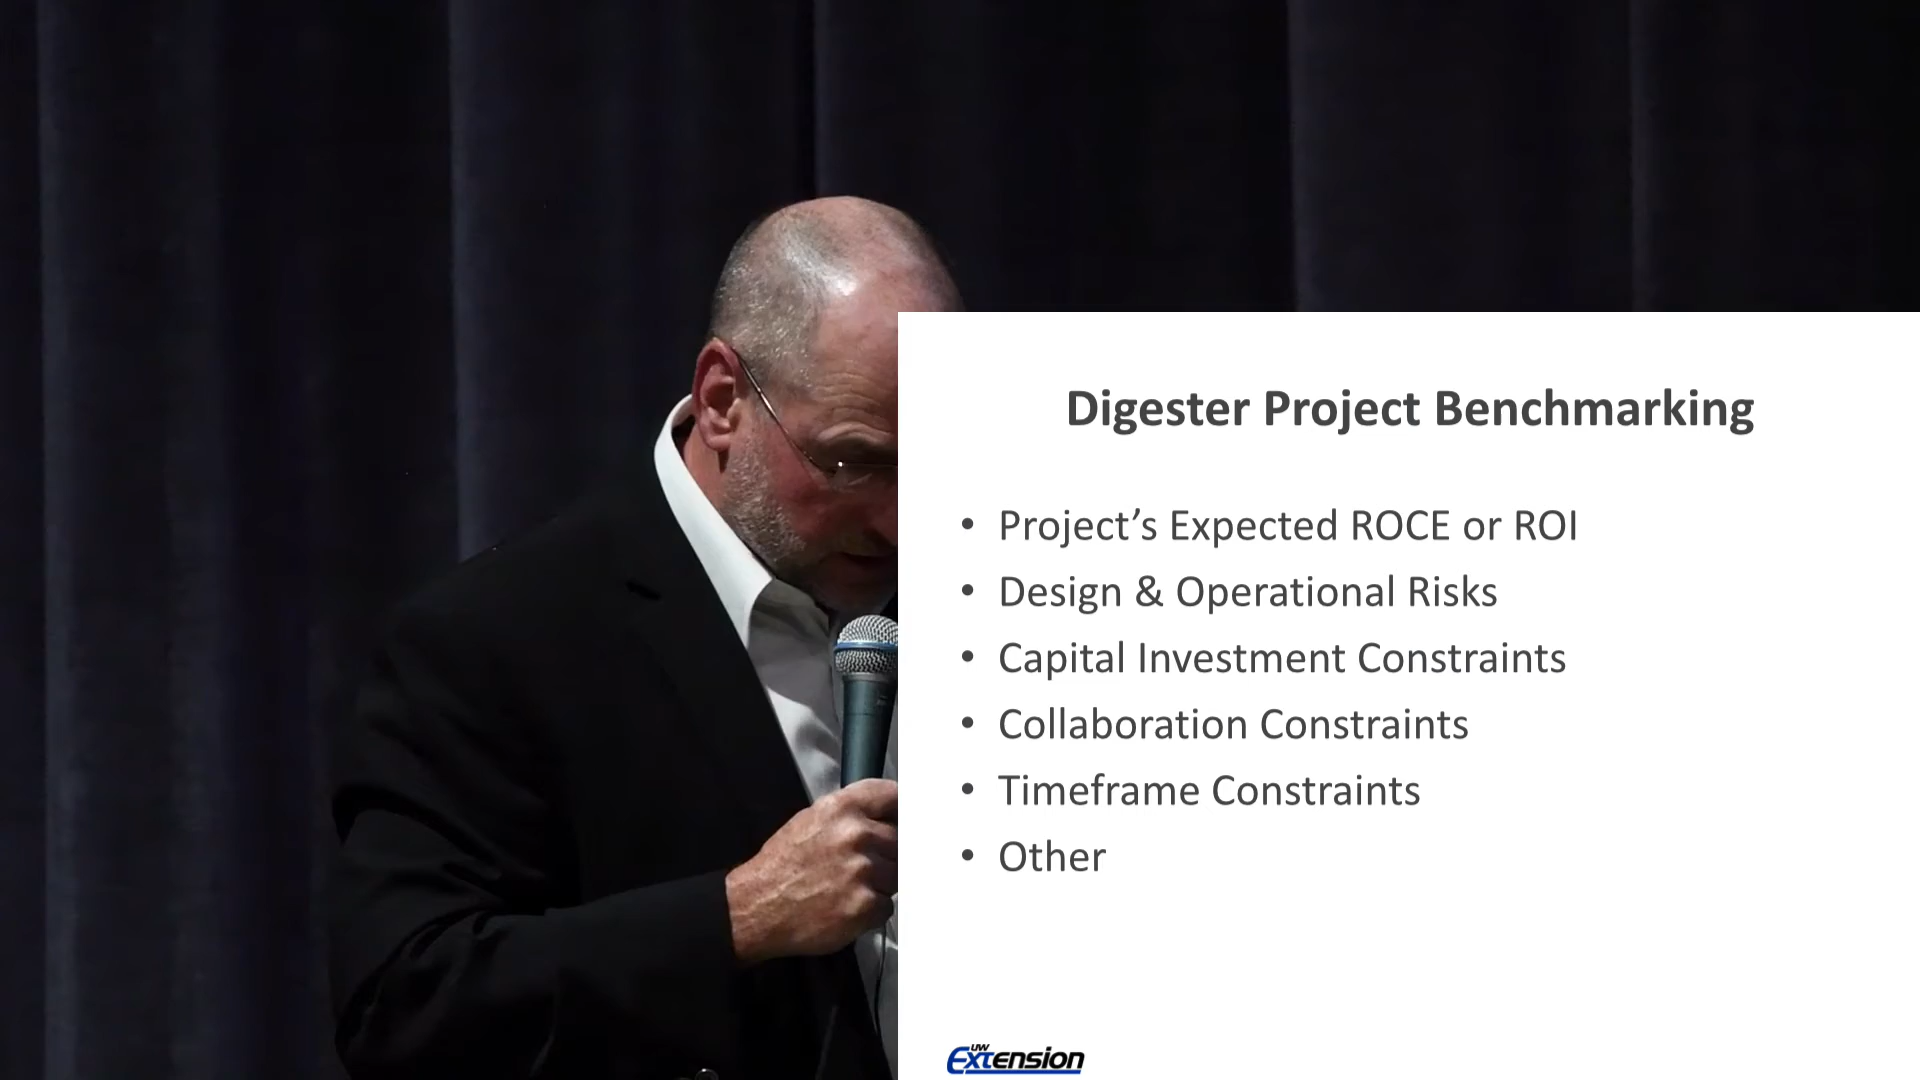 Digester Project Benchmarking
• Project’s Expected ROCE or ROI
• Design & Operational Risks
• Capital Investment Constraints
• Collaboration Constraints
• Timeframe Constraints
• Other
UW
Extension